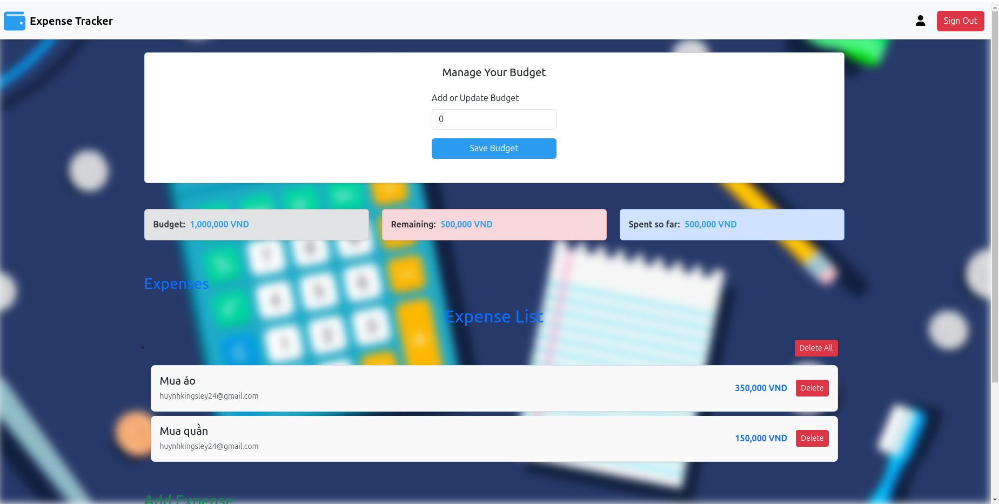 Expense Tracker
Sign Out
Manage Your Budget
Add or Update Budget
0
Save Budget
Budget: 1,000,000 VND
Remaining: 500,000 VND
Spent so far: 500,000 VND
Expenses
Expense List
Delete All
Mua áo
huynhkingsley24@gmail.com
350,000 VND
Delete
Mua quần
huynhkingsley24@gmail.com
150,000 VND
Delete
Add Expense